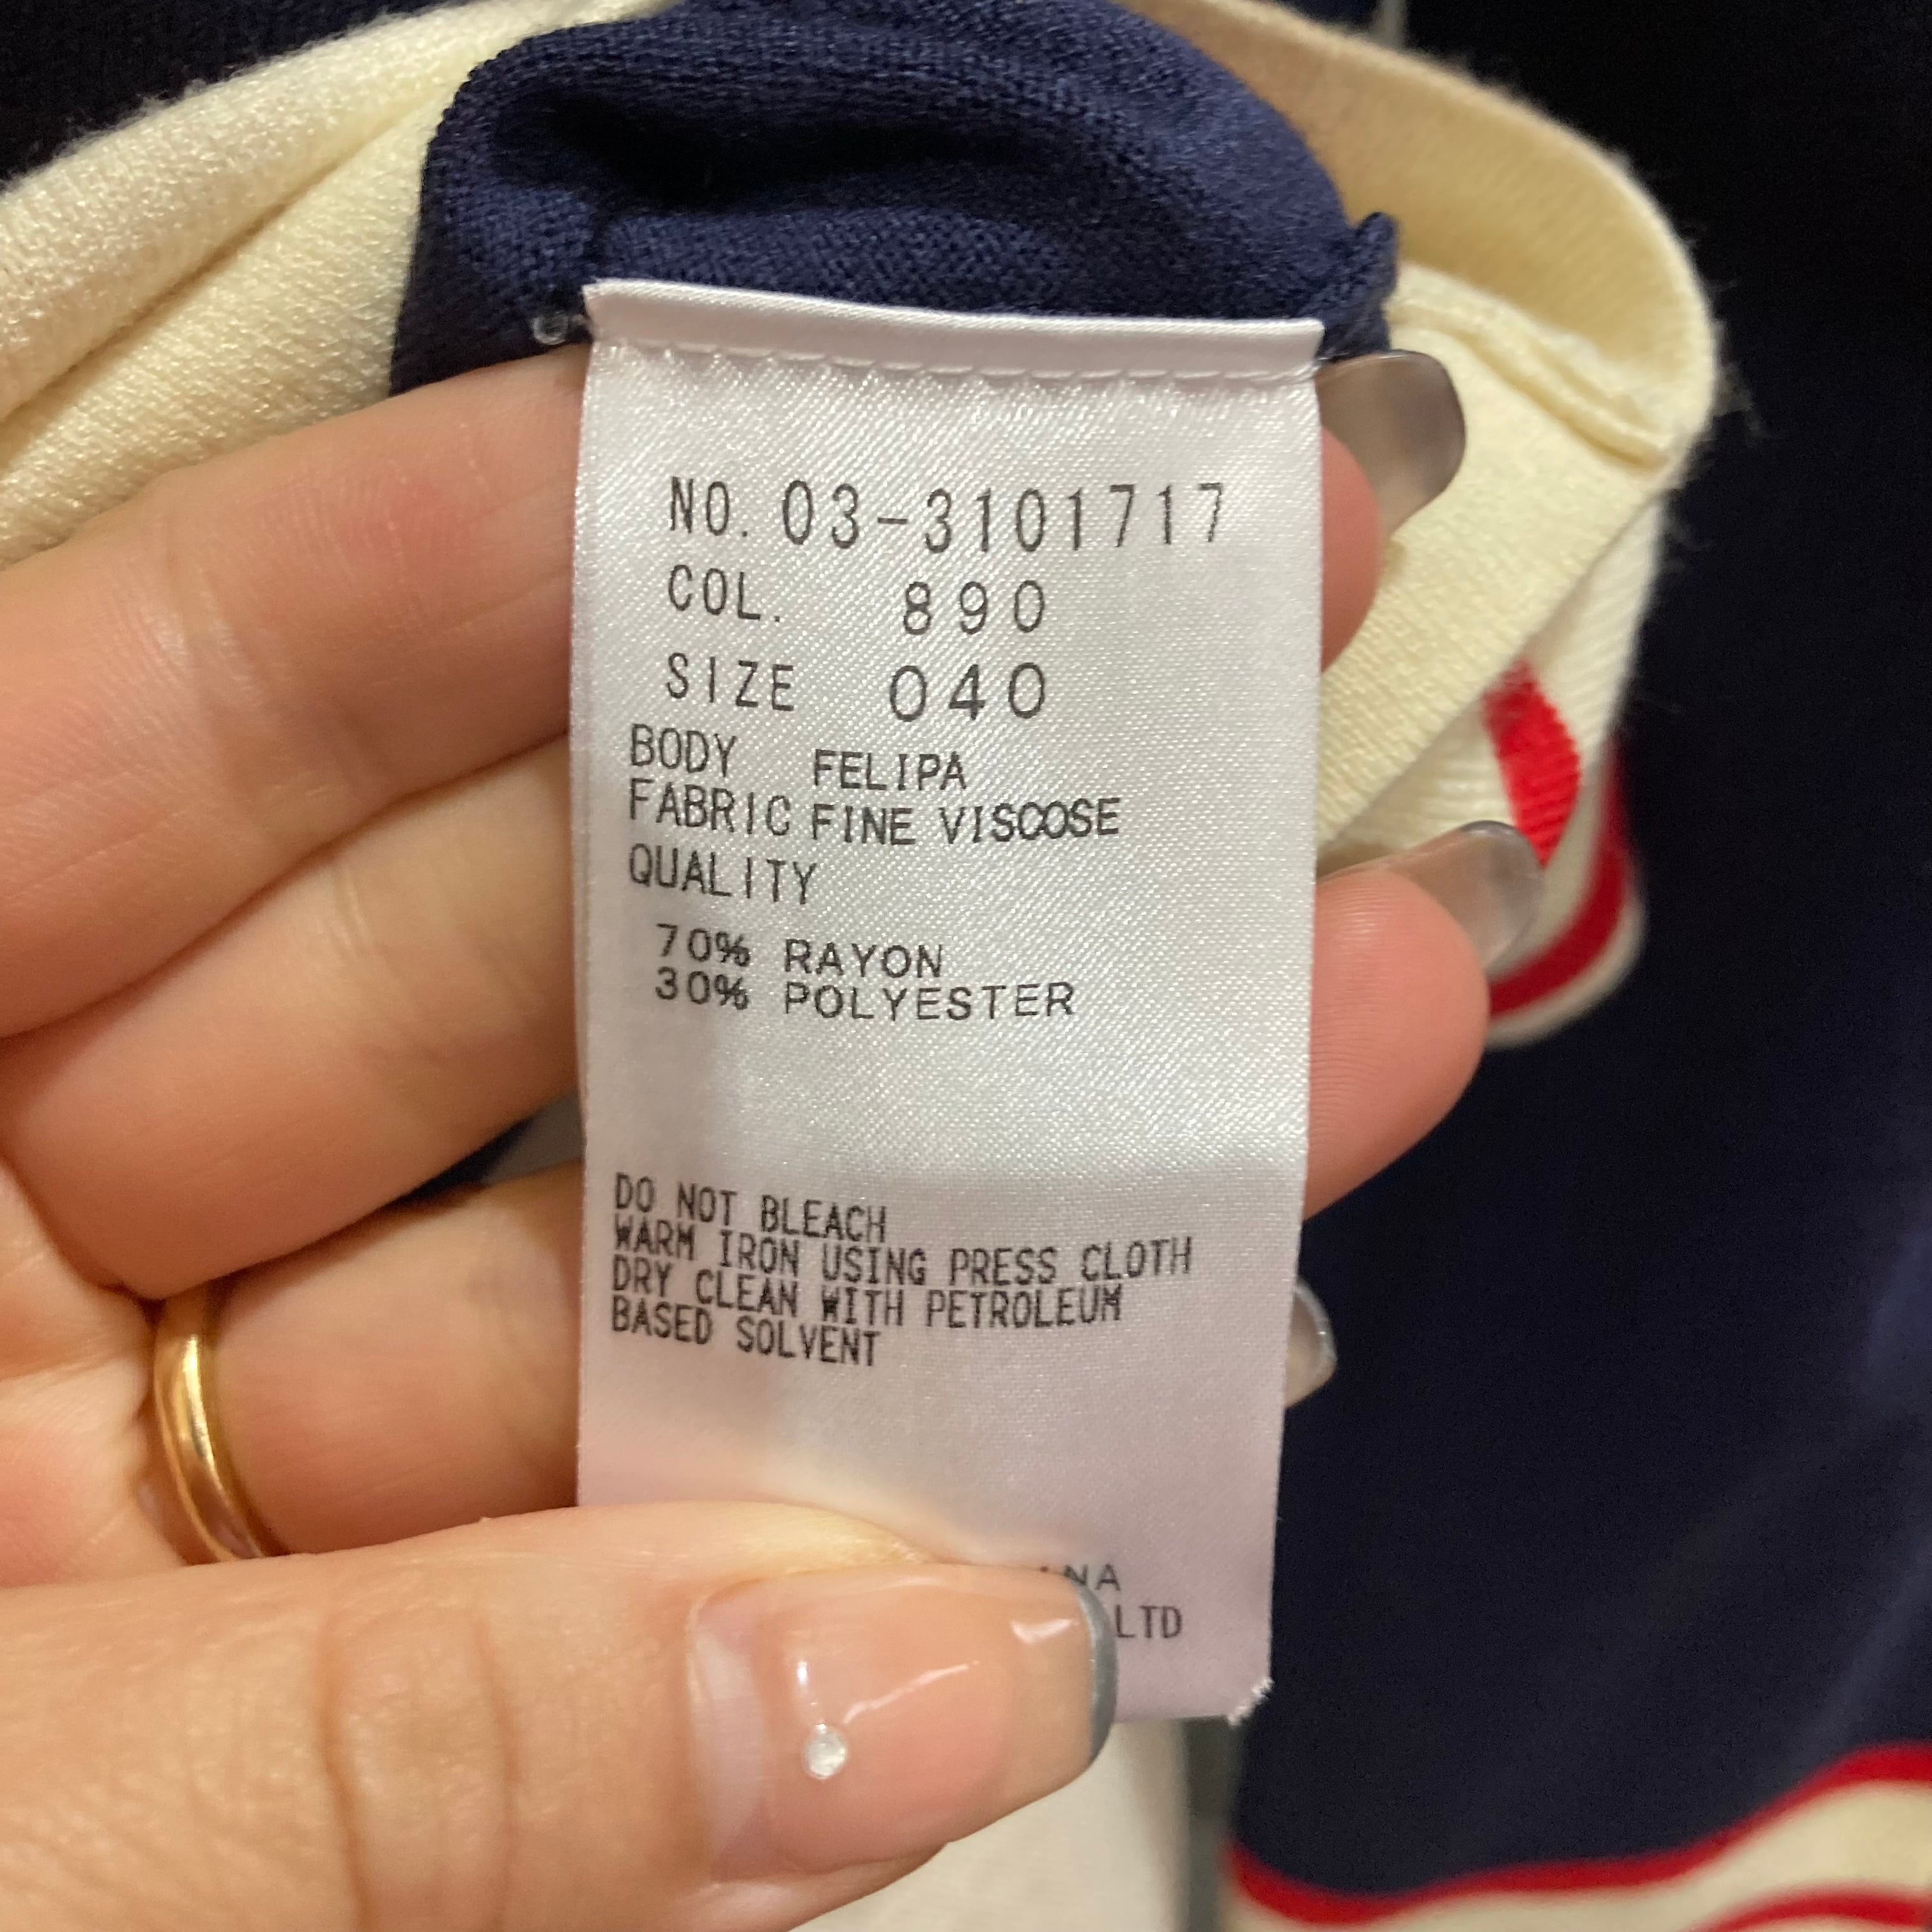 NO. 03-3101717
COL. 890
SIZE 040
BODY FELIPA
FABRIC FINE VISCOSE
QUALITY
70% RAYON
30% POLYESTER
DO NOT BLEACH
WARM IRON USING PRESS CLOTH
DRY CLEAN WITH PETROLEUM
BASED SOLVENT
LTD